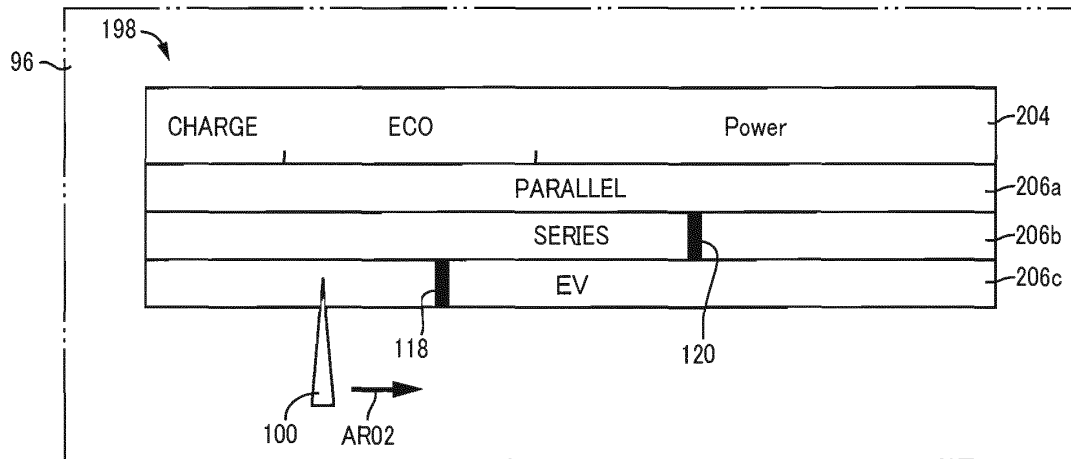 198
96
CHARGE ECO Power 204
PARALLEL 206a
SERIES 206b
EV 206c
118 120
100 AR02